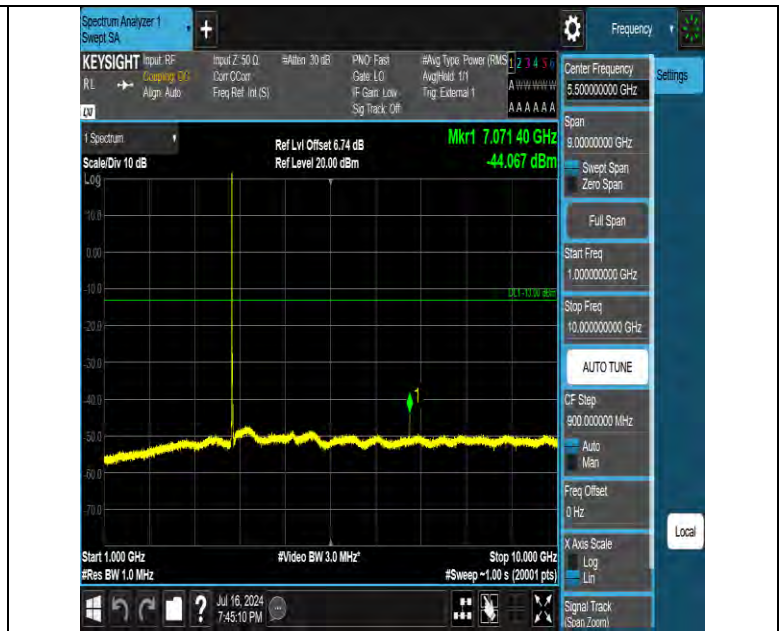 Spectrum Analyzer 1
Swept SA
+
Frequency
KEYSIGHT
RL
Input: RF
Coupling: DC
Align: Auto
Input Z: 50 Ω
Corr CCorr
Freq Ref: Int (S)
#Atten: 30 dB
PNO: Fast
Gate: LO
IF Gain: Low
Sig Track: Off
#Avg Type: Power (RMS
Avg|Hold: 1/1
Trig: External 1
1 2 3 4 5 6
A W W W W W
A A A A A A
LXI
1 Spectrum
Scale/Div 10 dB
Log
Ref Lvl Offset 6.74 dB
Ref Level 20.00 dBm
Mkr1 7.071 40 GHz
-44.067 dBm
10.0
0.00
-10.0
-20.0
-30.0
-40.0
-50.0
-60.0
-70.0
DL1 -13.00 dBm
1
Start 1.000 GHz
#Res BW 1.0 MHz
#Video BW 3.0 MHz*
Stop 10.000 GHz
#Sweep ~1.00 s (20001 pts)
?
Jul 16, 2024
7:45:10 PM
Center Frequency
5.50000000 GHz
Span
9.00000000 GHz
Swept Span
Zero Span
Full Span
Start Freq
1.000000000 GHz
Stop Freq
10.000000000 GHz
AUTO TUNE
CF Step
900.000000 MHz
Auto
Man
Freq Offset
0 Hz
X Axis Scale
Log
Lin
Signal Track
(Span Zoom)
Settings
Local